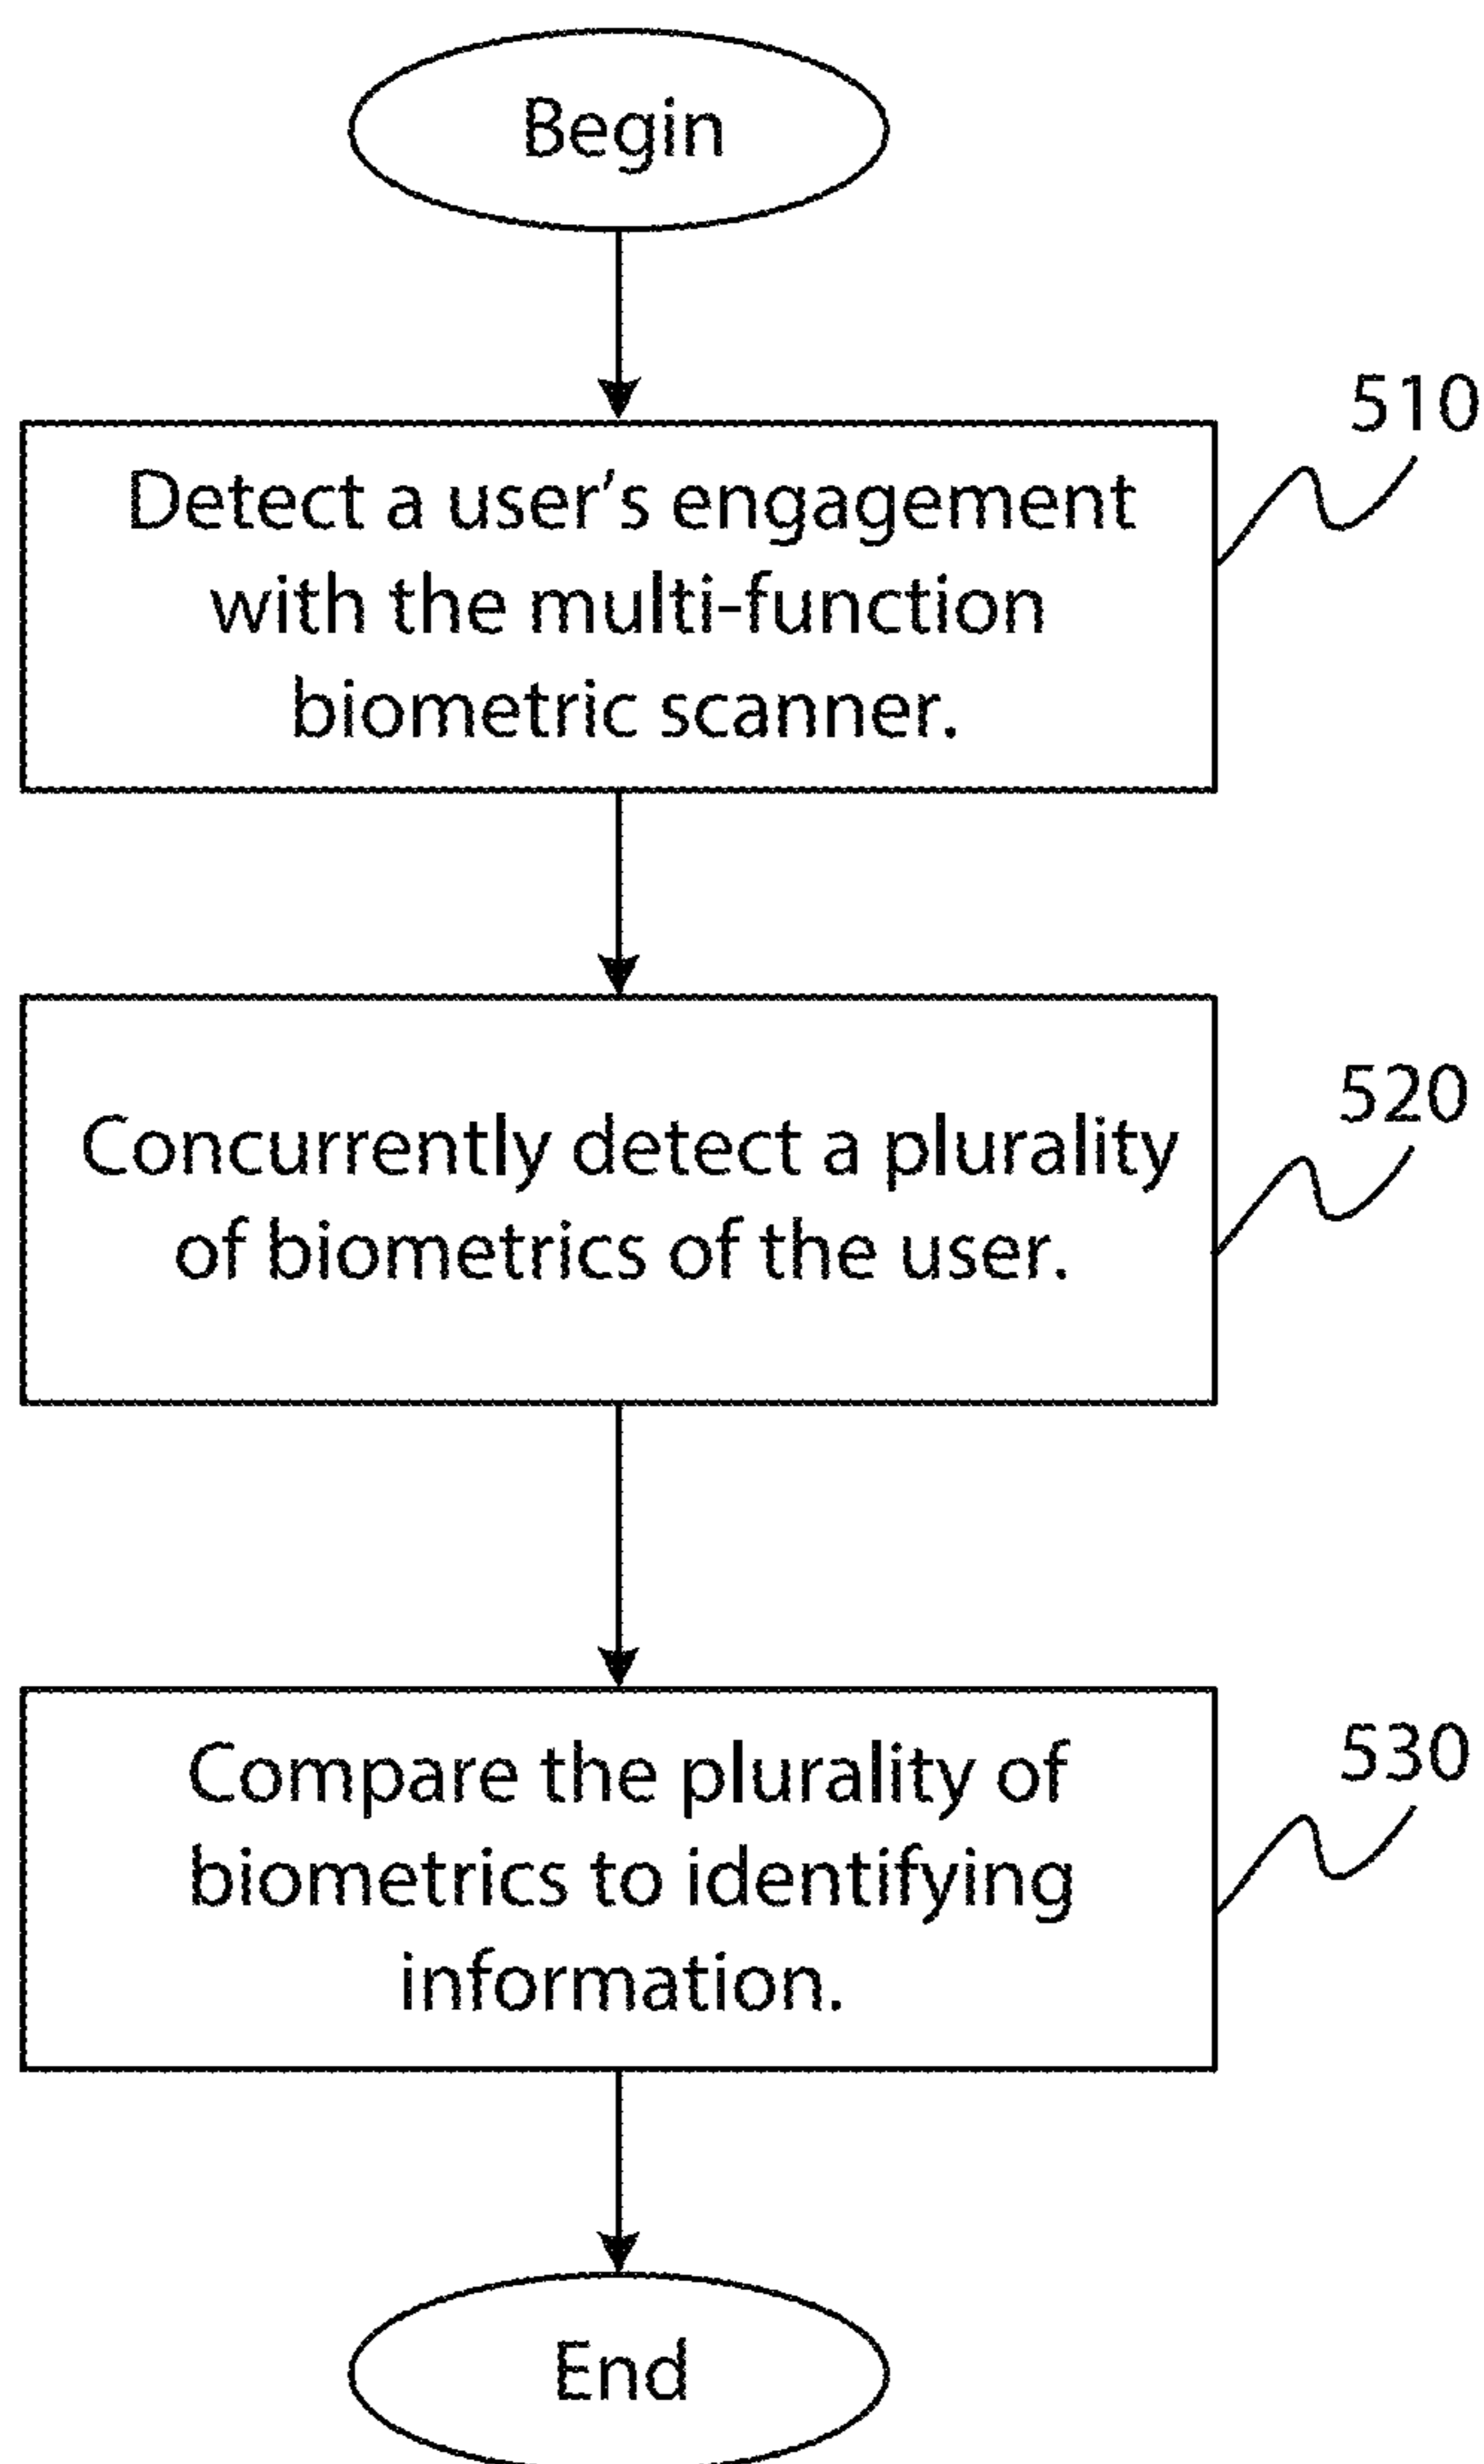 Begin
510
Detect a user’s engagement
with the multi-function
biometric scanner.
520
Concurrently detect a plurality
of biometrics of the user.
530
Compare the plurality of
biometrics to identifying
information.
End